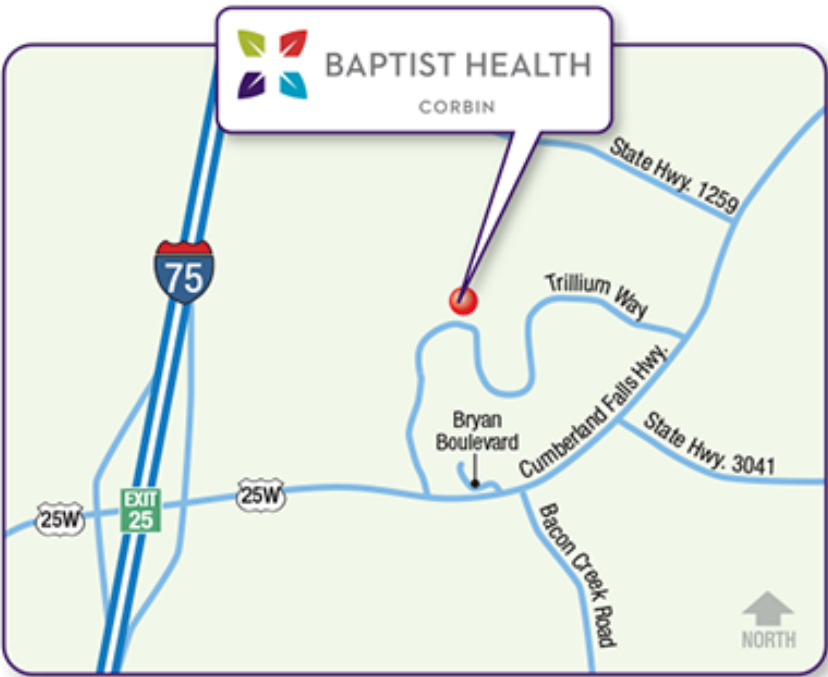 BAPTIST HEALTH
CORBIN
State Hwy. 1259
75
Trillium Way
Cumberland Falls Hwy.
Bryan
Boulevard
State Hwy. 3041
25W
EXIT
25
25W
Bacon Creek Road
NORTH